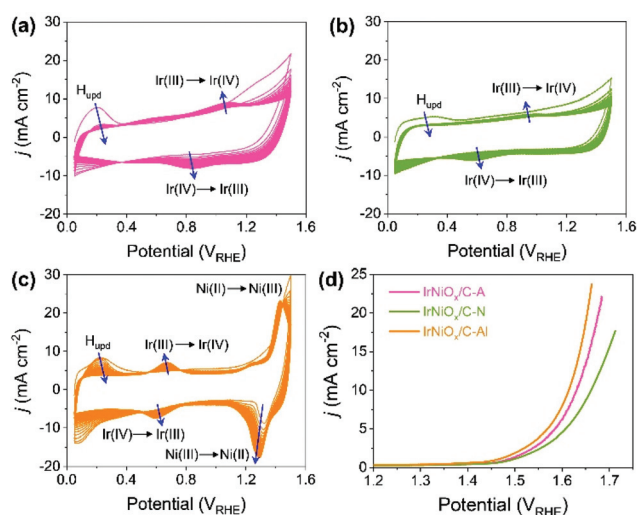 (a)
30
20
10
0
-10
-20
j (mA cm⁻²)
H_upd
Ir(III) → Ir(IV)
Ir(IV) → Ir(III)
0.0 0.4 0.8 1.2 1.6
Potential (V_RHE)
(b)
30
20
10
0
-10
-20
j (mA cm⁻²)
H_upd
Ir(III) → Ir(IV)
Ir(IV) → Ir(III)
0.0 0.4 0.8 1.2 1.6
Potential (V_RHE)
(c)
30
20
10
0
-10
-20
j (mA cm⁻²)
Ni(II) → Ni(III)
H_upd
Ir(III) → Ir(IV)
Ir(IV) → Ir(III)
Ni(III) → Ni(II)
0.0 0.4 0.8 1.2 1.6
Potential (V_RHE)
(d)
25
20
15
10
5
0
j (mA cm⁻²)
IrNiOₓ/C-A
IrNiOₓ/C-N
IrNiOₓ/C-Al
1.2 1.3 1.4 1.5 1.6 1.7
Potential (V_RHE)